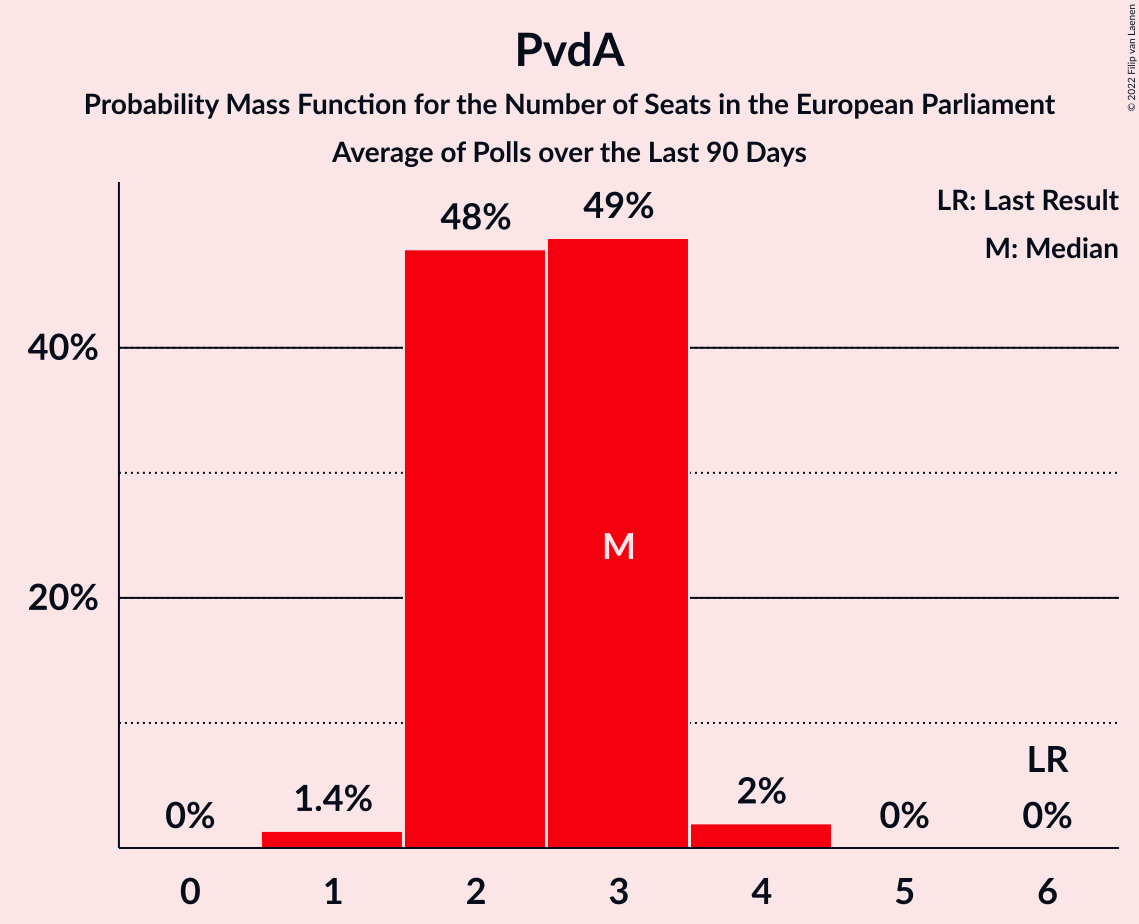 PvdA
Probability Mass Function for the Number of Seats in the European Parliament
Average of Polls over the Last 90 Days
© 2022 Filip van Laenen
LR: Last Result
M: Median
48%
49%
40%
M
20%
LR
0%
1.4%
2%
0%
0%
0
1
2
3
4
5
6